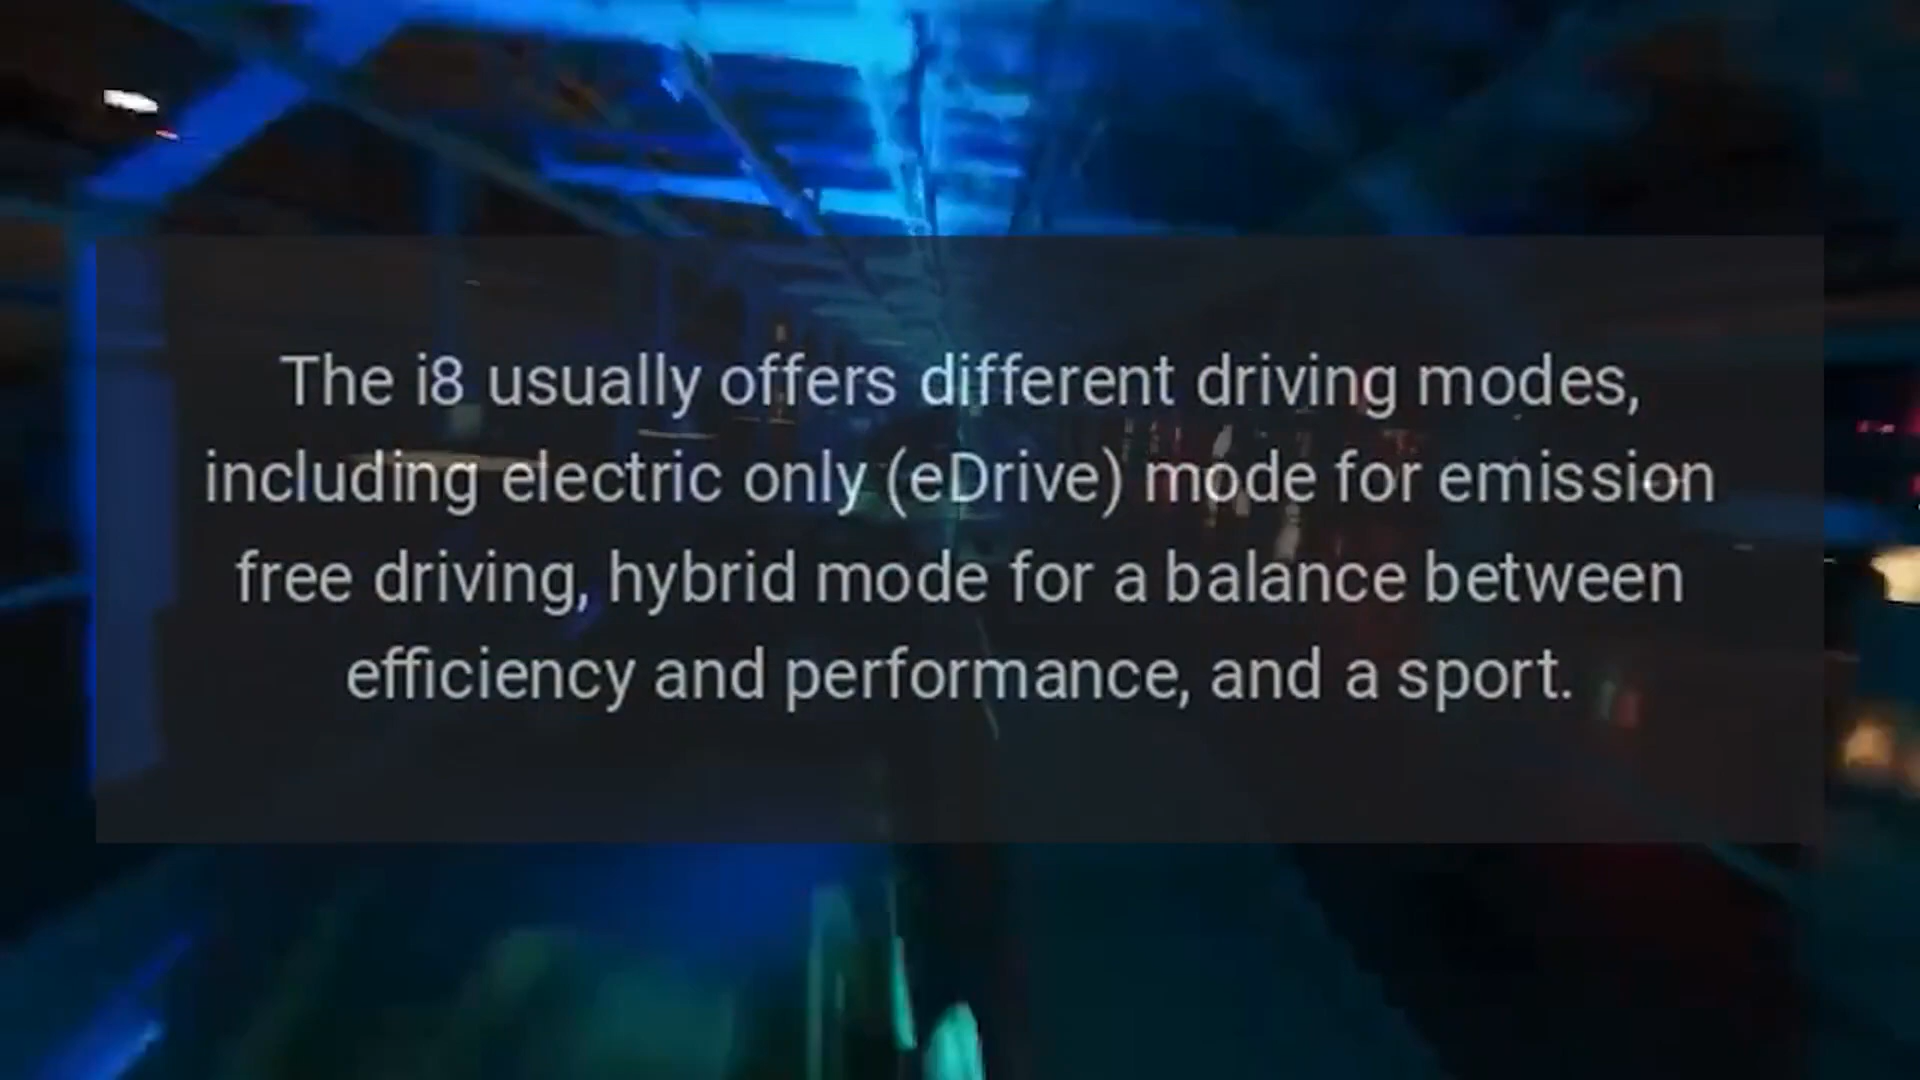 The i8 usually offers different driving modes,
including electric only (eDrive) mode for emission
free driving, hybrid mode for a balance between
efficiency and performance, and a sport.